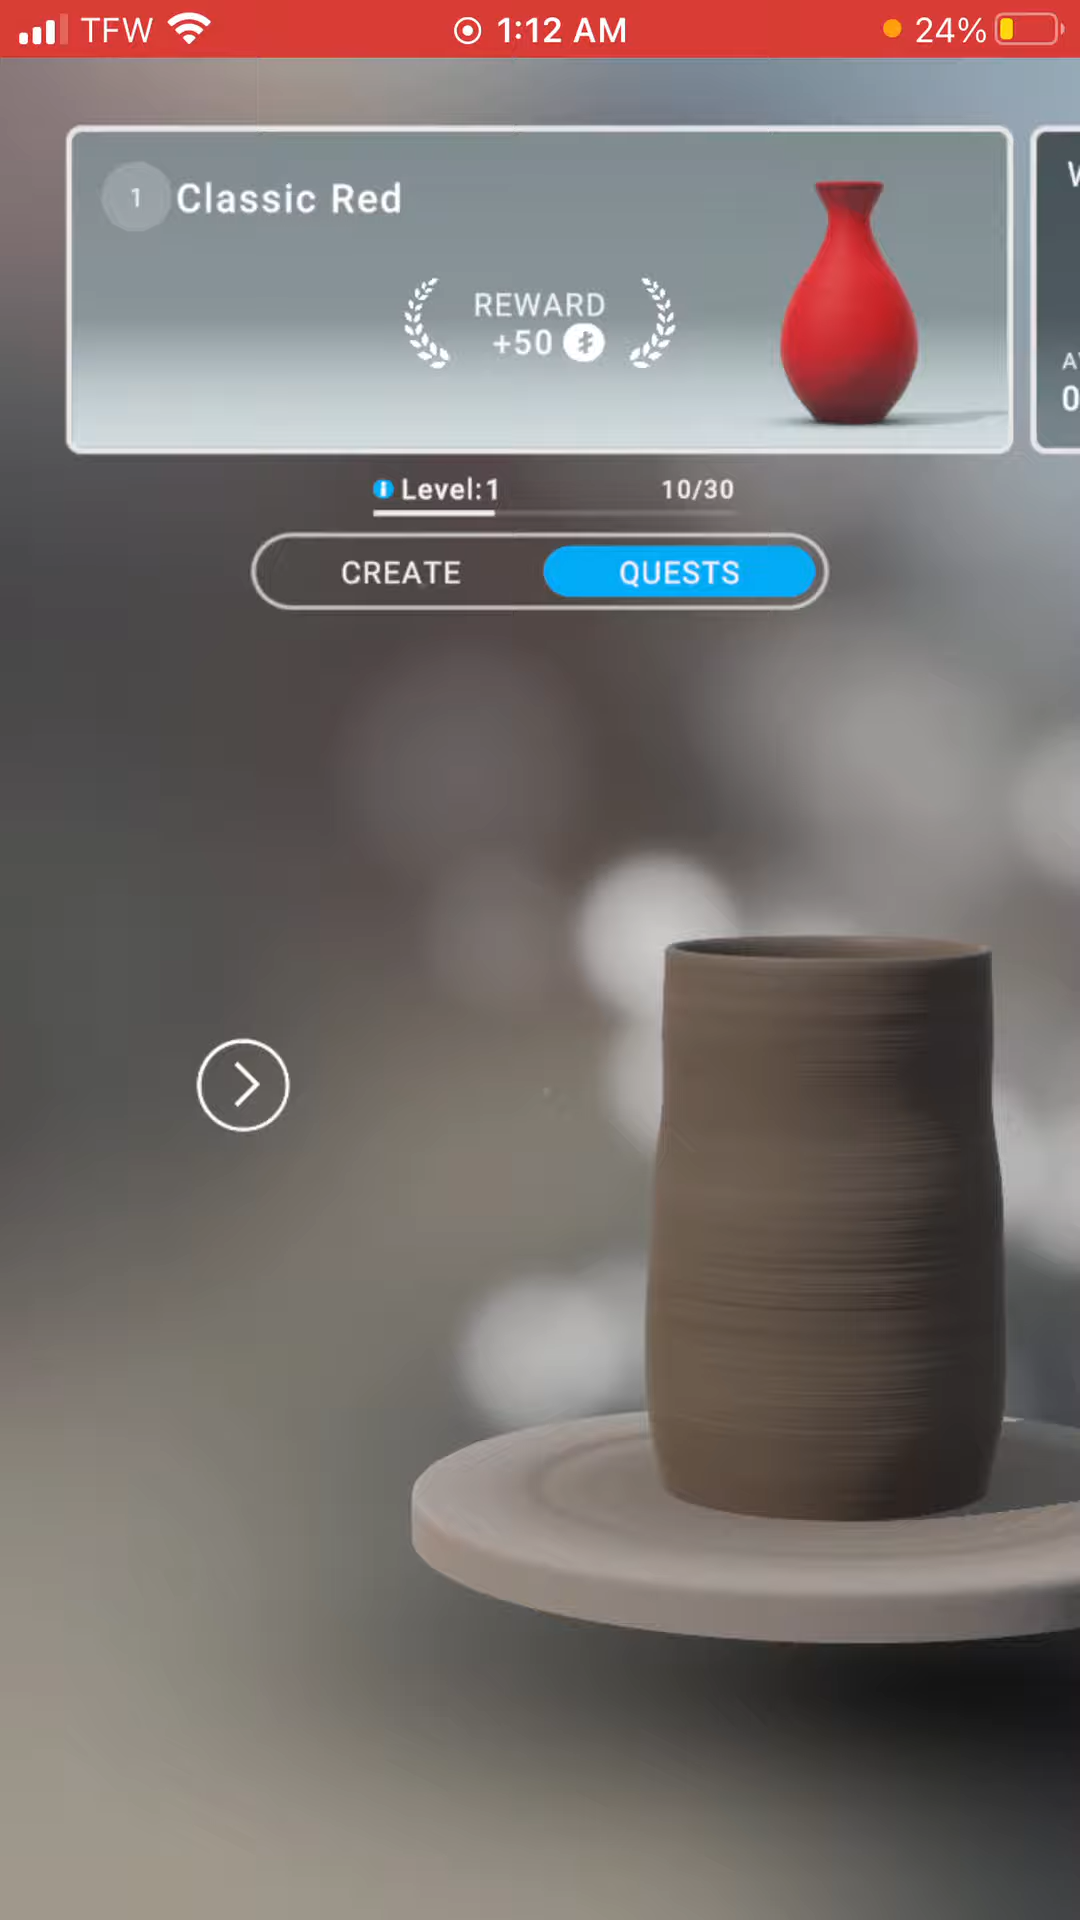 TFW 1:12 AM 24%
1 Classic Red
REWARD
+50
Level:1 10/30
CREATE QUESTS